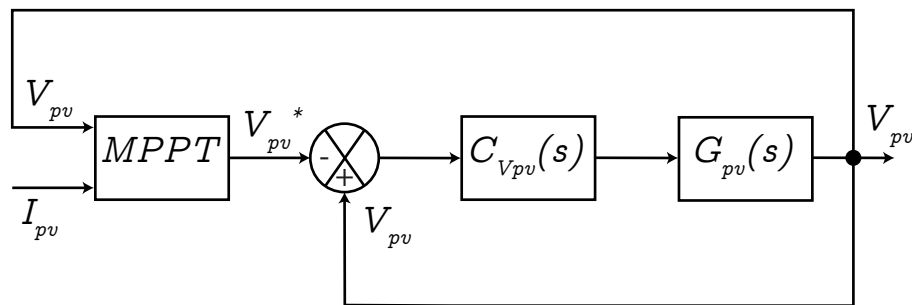 V_pv
MPPT
I_pv
V_pv*
-
+
V_pv
C_Vpv(s)
G_pv(s)
V_pv